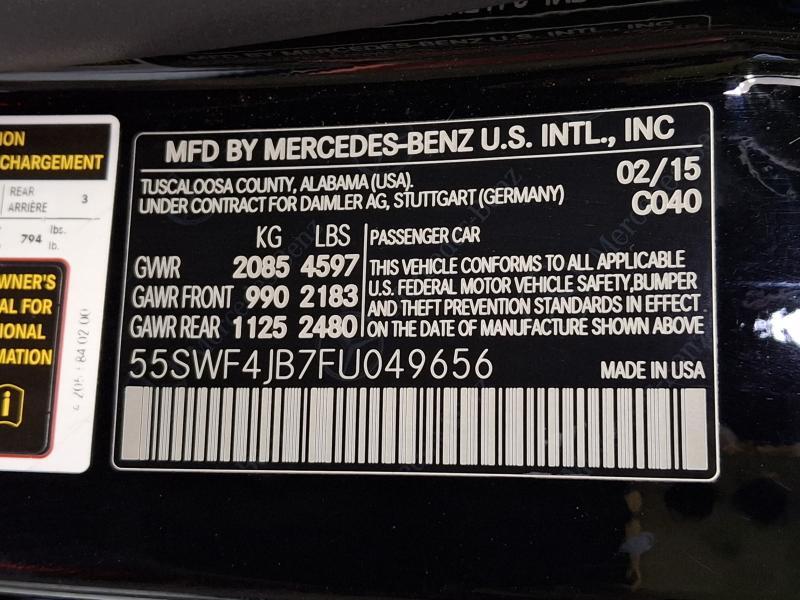 ION
CHARGEMENT
REAR 3
ARRIÈRE
794 lbs.
lb.
WNER'S
AL FOR
IONAL
MATION
i
MFD BY MERCEDES-BENZ U.S. INTL., INC
TUSCALOOSA COUNTY, ALABAMA (USA). 02/15
UNDER CONTRACT FOR DAIMLER AG, STUTTGART (GERMANY) C040
KG LBS PASSENGER CAR
GVWR 2085 4597 THIS VEHICLE CONFORMS TO ALL APPLICABLE
GAWR FRONT 990 2183 U.S. FEDERAL MOTOR VEHICLE SAFETY, BUMPER
AND THEFT PREVENTION STANDARDS IN EFFECT
GAWR REAR 1125 2480 ON THE DATE OF MANUFACTURE SHOWN ABOVE
55SWF4JB7FU049656 MADE IN USA